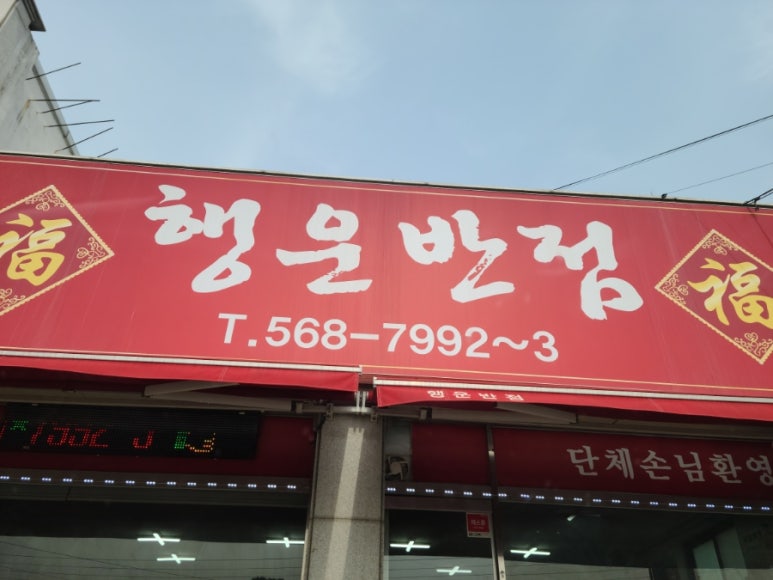 福 행운반점 福
T.568-7992~3
행운반점
단체손님환영